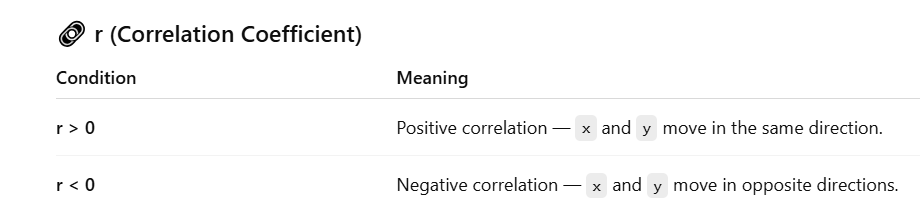 🔗 r (Correlation Coefficient)
Condition Meaning
r > 0 Positive correlation — x and y move in the same direction.
r < 0 Negative correlation — x and y move in opposite directions.